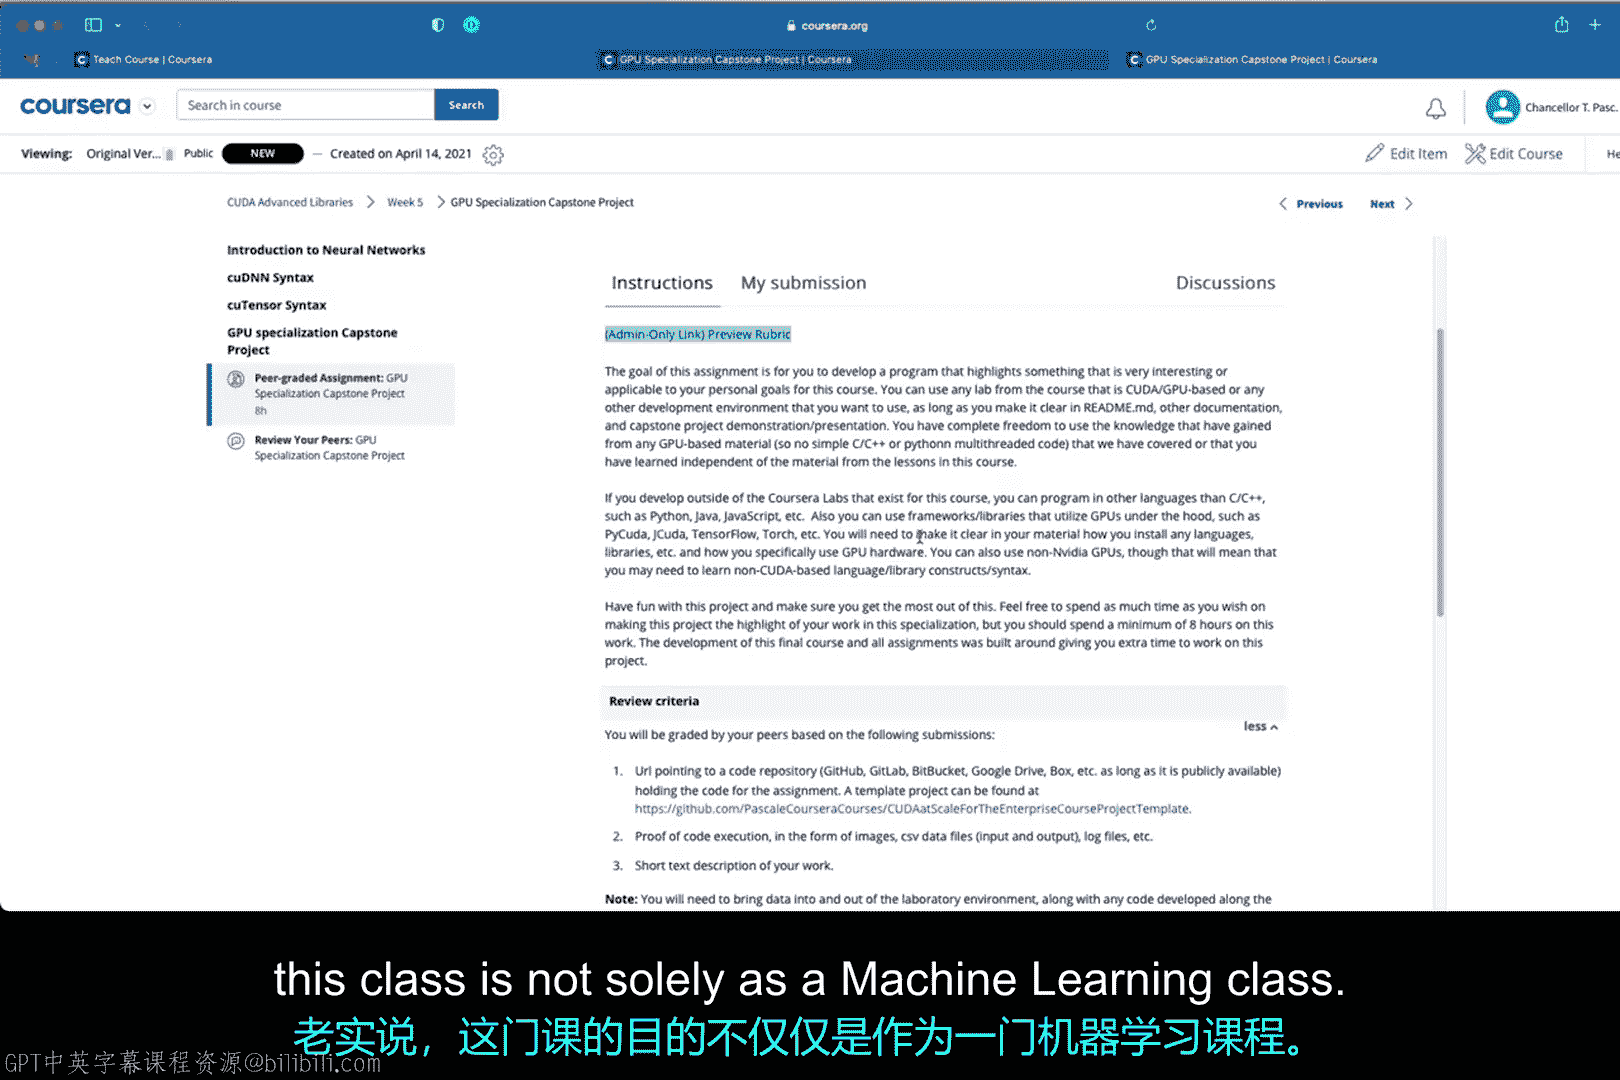 coursera.org
Teach Course | Coursera
GPU Specialization Capstone Project | Coursera
GPU Specialization Capstone Project | Coursera
coursera
Search in course
Search
Chancellor T. Pasc.
Viewing: Original Ver... Public NEW — Created on April 14, 2021
Edit Item
Edit Course
He
CUDA Advanced Libraries > Week 5 > GPU Specialization Capstone Project
Previous
Next
Introduction to Neural Networks
cuDNN Syntax
cuTensor Syntax
GPU specialization Capstone
Project
Peer-graded Assignment: GPU
Specialization Capstone Project
8h
Review Your Peers: GPU
Specialization Capstone Project
Instructions
My submission
Discussions
(Admin-Only Link) Preview Rubric
The goal of this assignment is for you to develop a program that highlights something that is very interesting or
applicable to your personal goals for this course. You can use any lab from the course that is CUDA/GPU-based or any
other development environment that you want to use, as long as you make it clear in README.md, other documentation,
and capstone project demonstration/presentation. You have complete freedom to use the knowledge that have gained
from any GPU-based material (so no simple C/C++ or pythonn multithreaded code) that we have covered or that you
have learned independent of the material from the lessons in this course.
If you develop outside of the Coursera Labs that exist for this course, you can program in other languages than C/C++,
such as Python, Java, JavaScript, etc. Also you can use frameworks/libraries that utilize GPUs under the hood, such as
PyCuda, JCuda, TensorFlow, Torch, etc. You will need to make it clear in your material how you install any languages,
libraries, etc. and how you specifically use GPU hardware. You can also use non-Nvidia GPUs, though that will mean that
you may need to learn non-CUDA-based language/library constructs/syntax.
Have fun with this project and make sure you get the most out of this. Feel free to spend as much time as you wish on
making this project the highlight of your work in this specialization, but you should spend a minimum of 8 hours on this
work. The development of this final course and all assignments was built around giving you extra time to work on this
project.
Review criteria
less
You will be graded by your peers based on the following submissions:
1. Url pointing to a code repository (GitHub, GitLab, BitBucket, Google Drive, Box, etc. as long as it is publicly available)
holding the code for the assignment. A template project can be found at
https://github.com/PascaleCourseraCourses/CUDAatScaleForTheEnterpriseCourseProjectTemplate.
2. Proof of code execution, in the form of images, csv data files (input and output), log files, etc.
3. Short text description of your work.
Note: You will need to bring data into and out of the laboratory environment, along with any code developed along the
this class is not solely as a Machine Learning class.
老实说，这门课的目的不仅仅是作为一门机器学习课程。
GPT中英字幕课程资源@bilibili.com